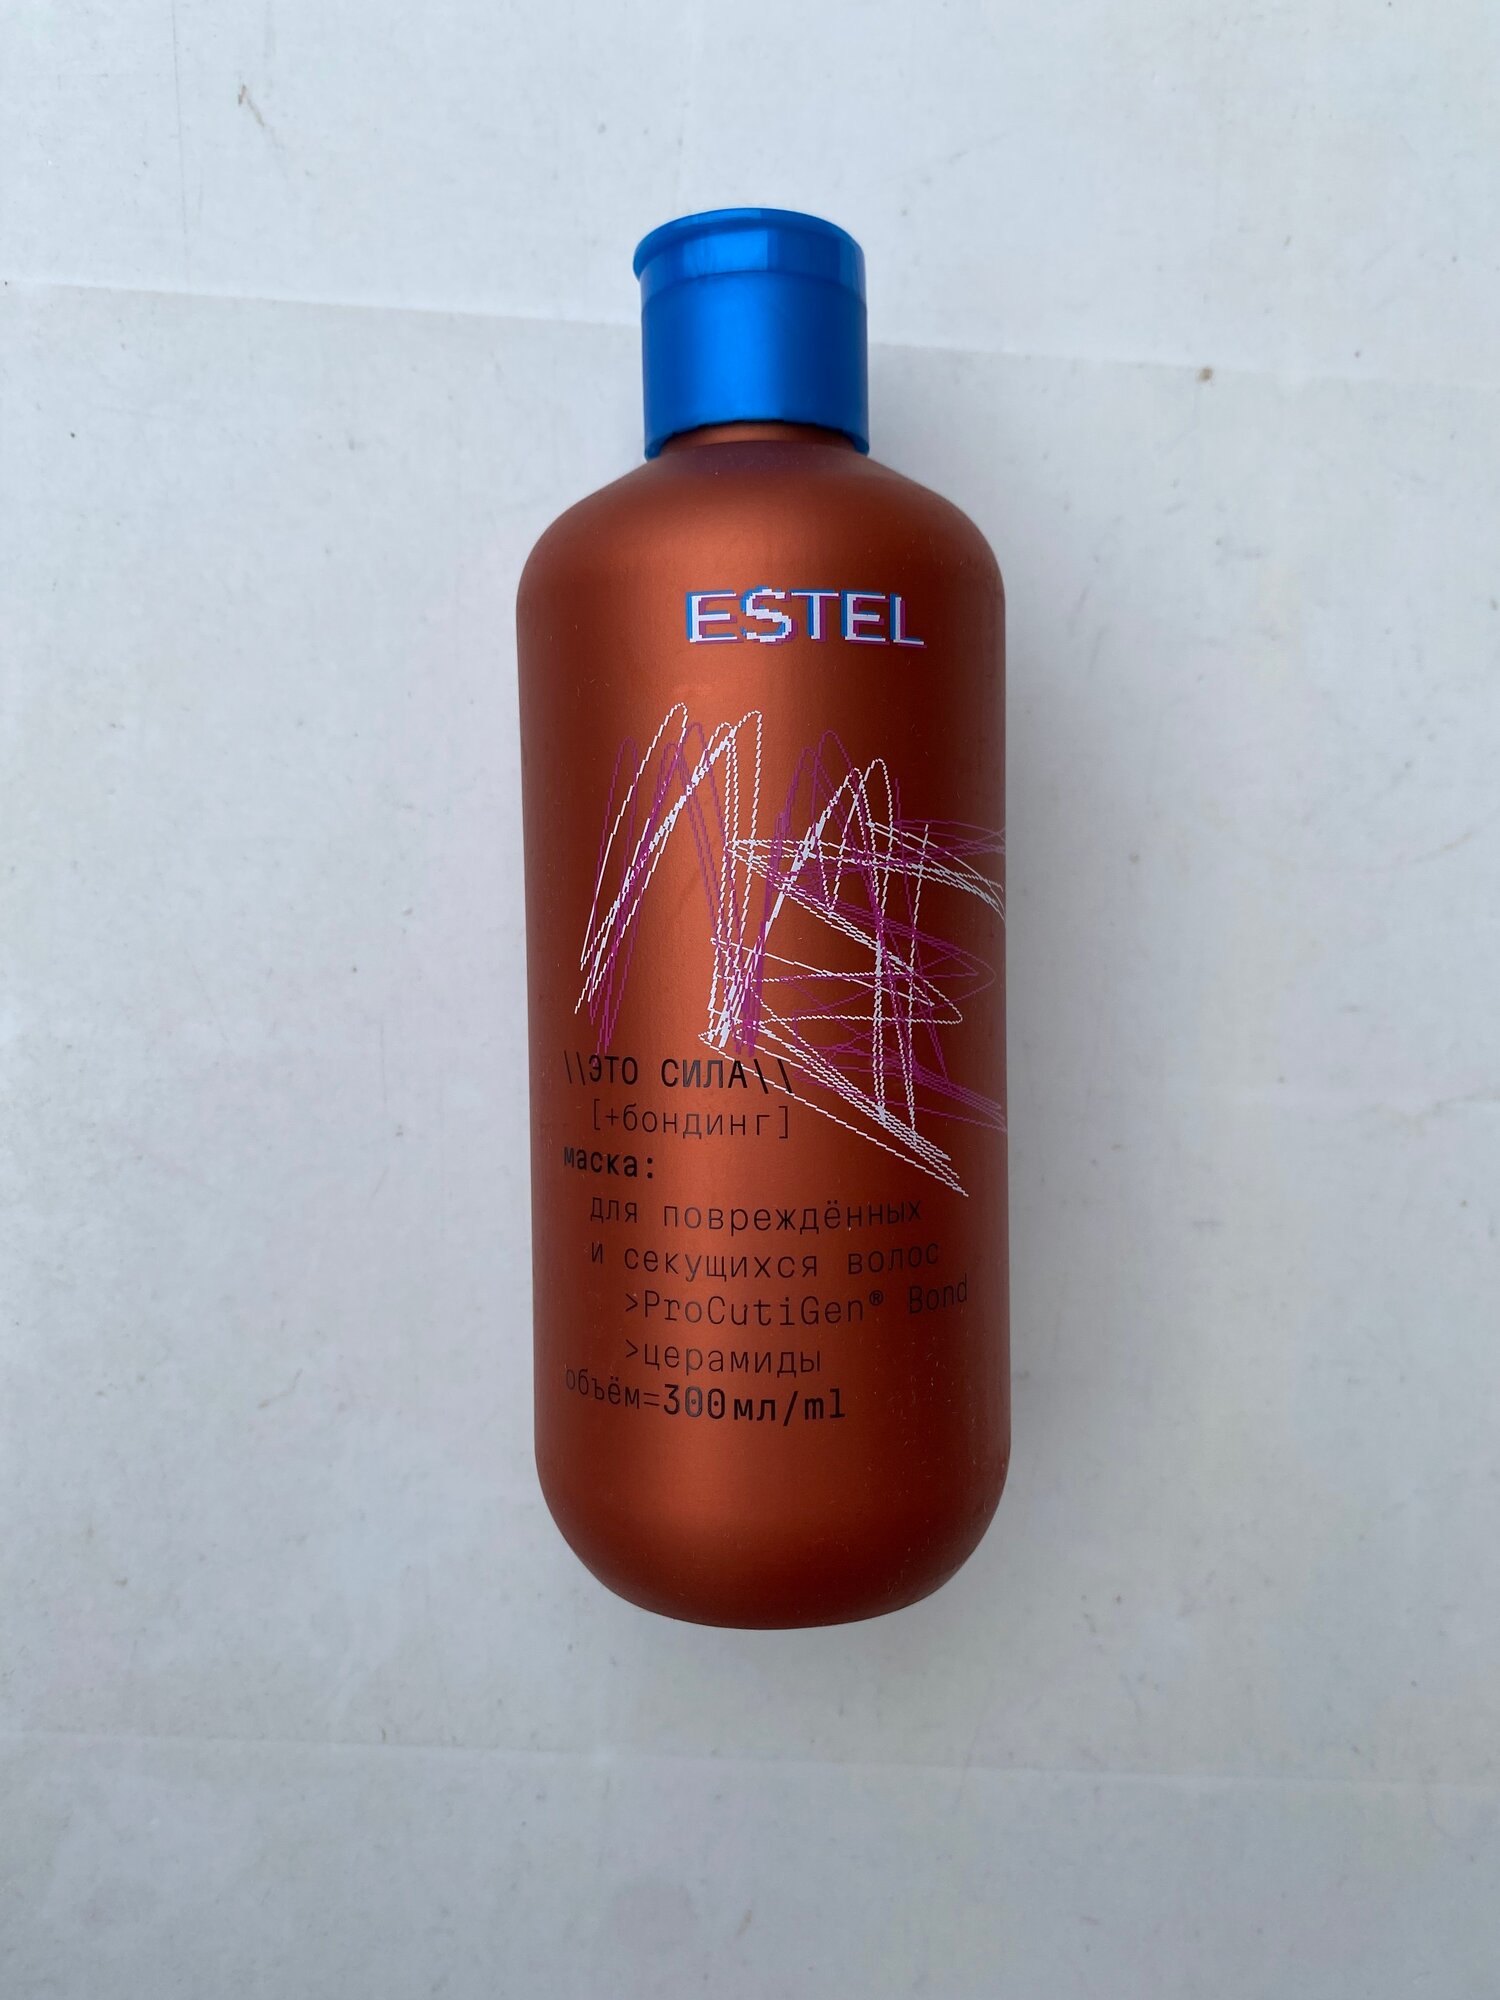 ESTEL
\\ЭТО СИЛА\\
[+бондинг]
маска:
для повреждённых
и секущихся волос
>ProCutiGen® Bond
>церамиды
объём=300мл/ml